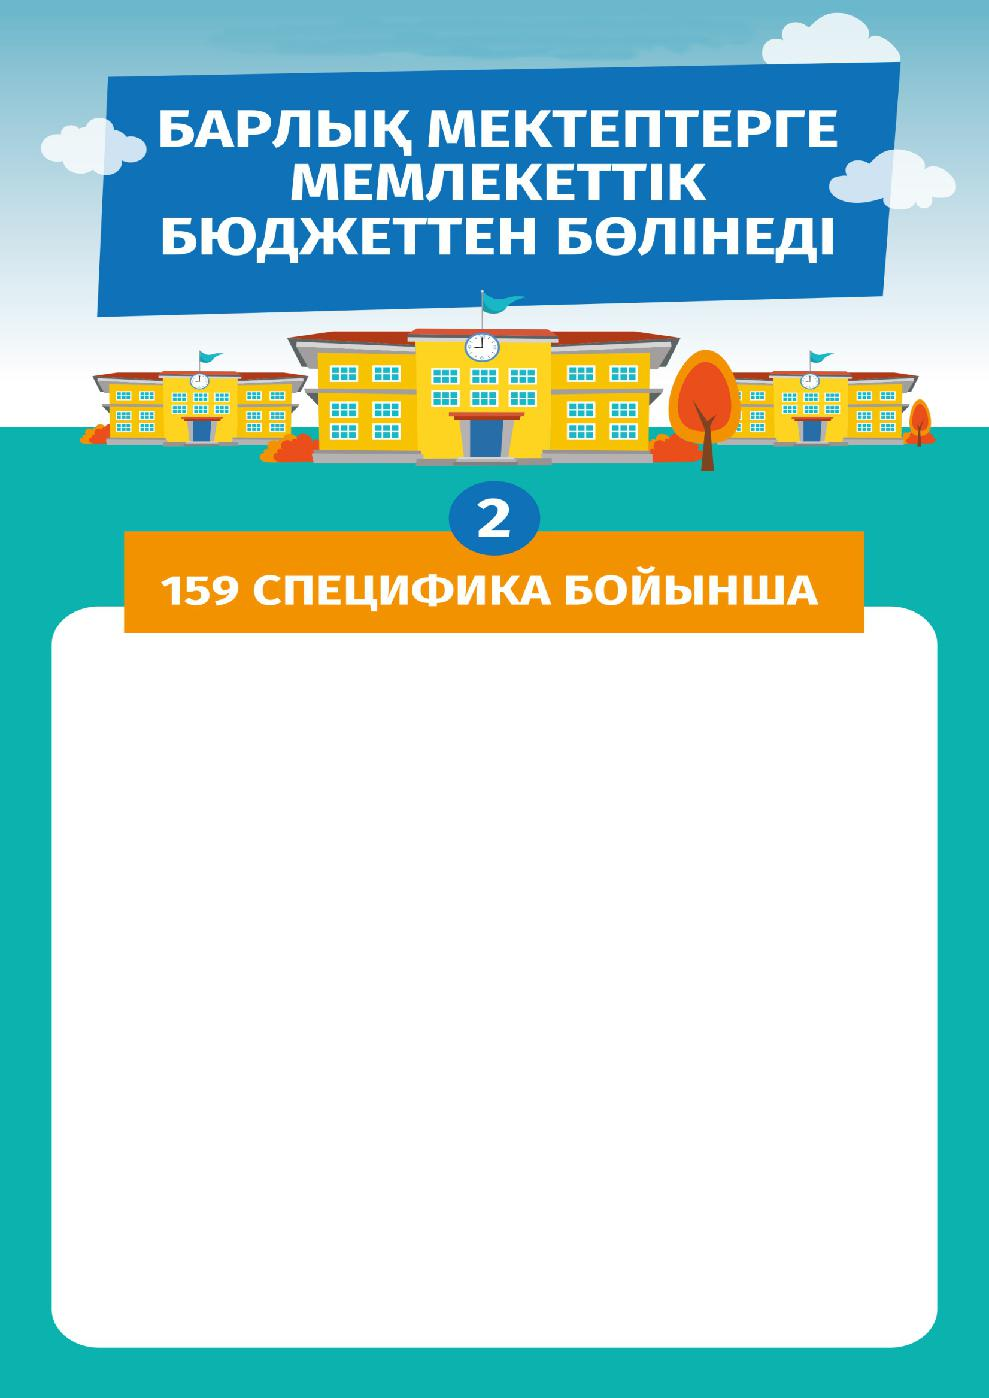 БАРЛЫҚ МЕКТЕПТЕРГЕ
МЕМЛЕКЕТТІК
БЮДЖЕТТЕН БӨЛІНЕДІ
2
159 СПЕЦИФИКА БОЙЫНША